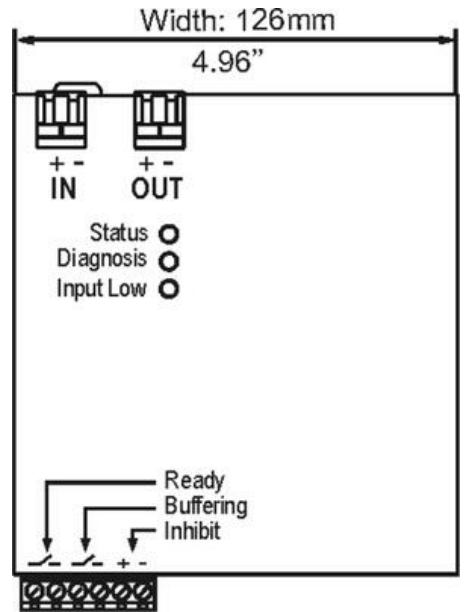 Width: 126mm
4.96”
+ - + -
IN OUT
Status
Diagnosis
Input Low
Ready
Buffering
Inhibit
+ -